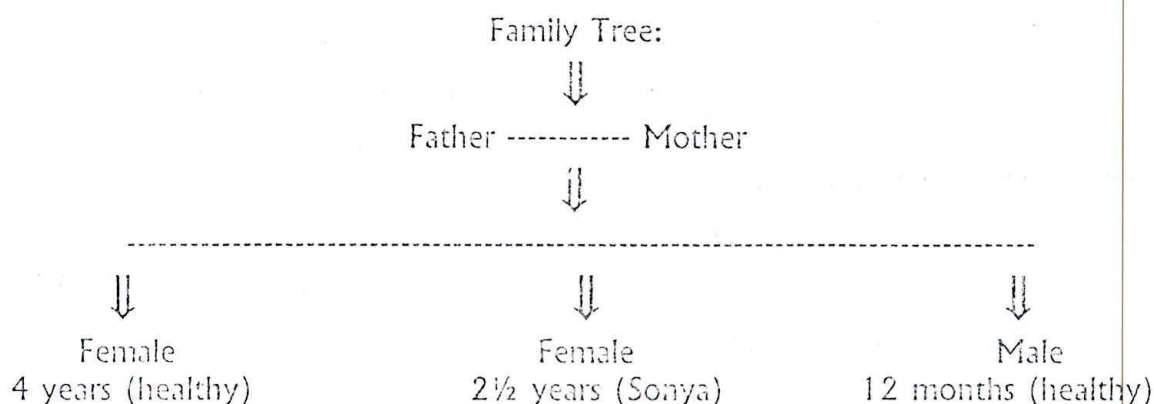 Family Tree:
Father ------------ Mother
Female Female Male
4 years (healthy) 2½ years (Sonya) 12 months (healthy)